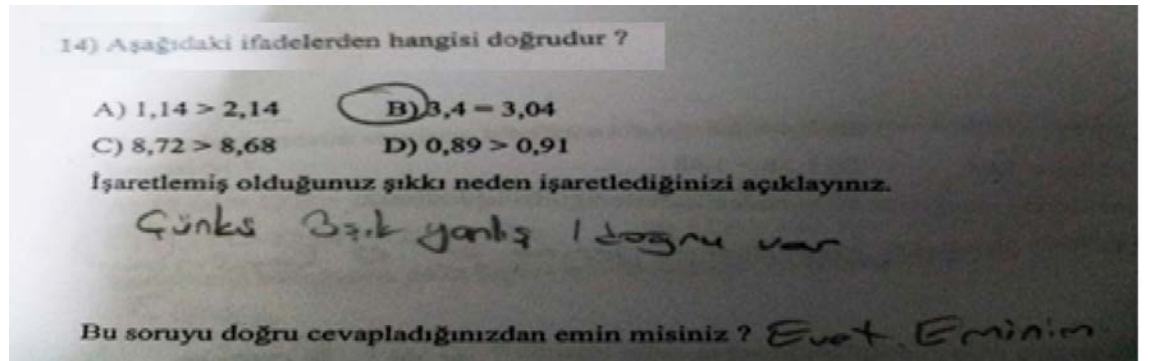 14) Aşağıdaki ifadelerden hangisi doğrudur ?
A) 1,14 > 2,14 B) 3,4 = 3,04
C) 8,72 > 8,68 D) 0,89 > 0,91
İşaretlemiş olduğunuz şıkkı neden işaretlediğinizi açıklayınız.
Çünkü 3 şık yanlış 1 doğru var
Bu soruyu doğru cevapladığınızdan emin misiniz ? Evet Eminim